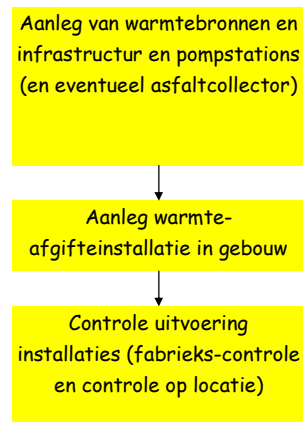 Aanleg van warmtebronnen en
infrastructur en pompstations
(en eventueel asfaltcollector)
Aanleg warmte-
afgifteinstallatie in gebouw
Controle uitvoering
installaties (fabrieks-controle
en controle op locatie)